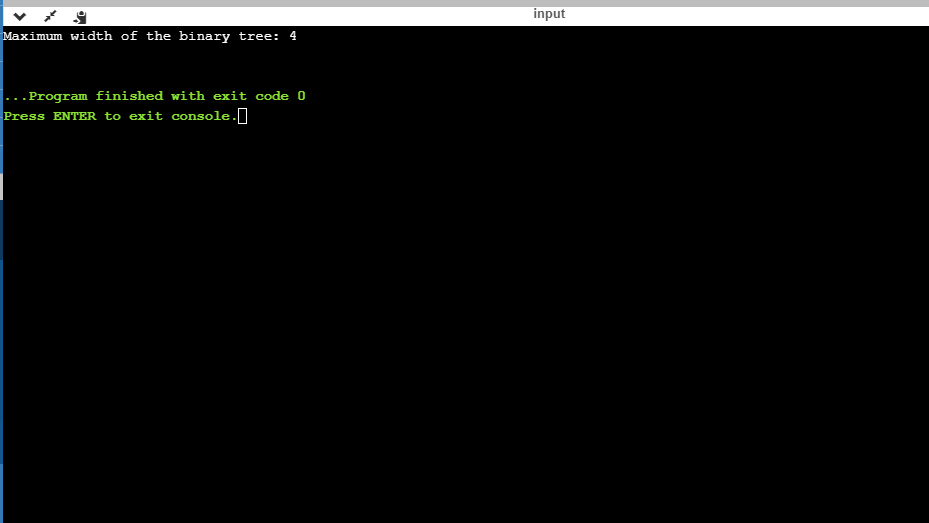 input
Maximum width of the binary tree: 4
...Program finished with exit code 0
Press ENTER to exit console.